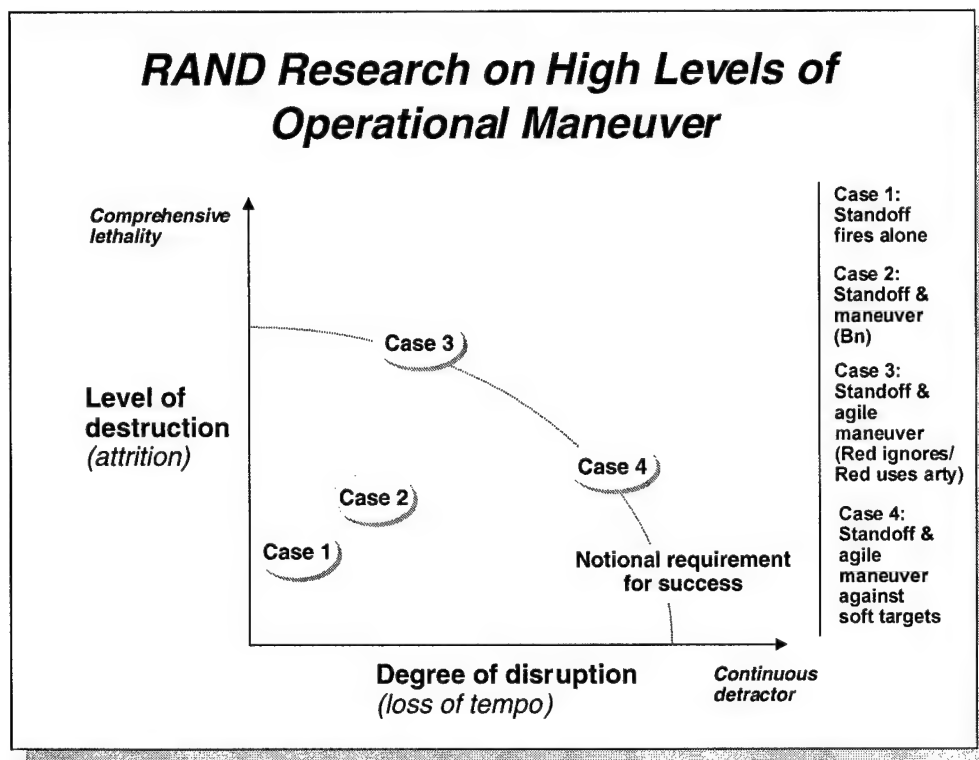 RAND Research on High Levels of
Operational Maneuver
Comprehensive
lethality
Level of
destruction
(attrition)
Case 3
Case 4
Case 2
Case 1
Notional requirement
for success
Degree of disruption
(loss of tempo)
Continuous
detractor
Case 1:
Standoff
fires alone
Case 2:
Standoff &
maneuver
(Bn)
Case 3:
Standoff &
agile
maneuver
(Red ignores/
Red uses arty)
Case 4:
Standoff &
agile
maneuver
against
soft targets